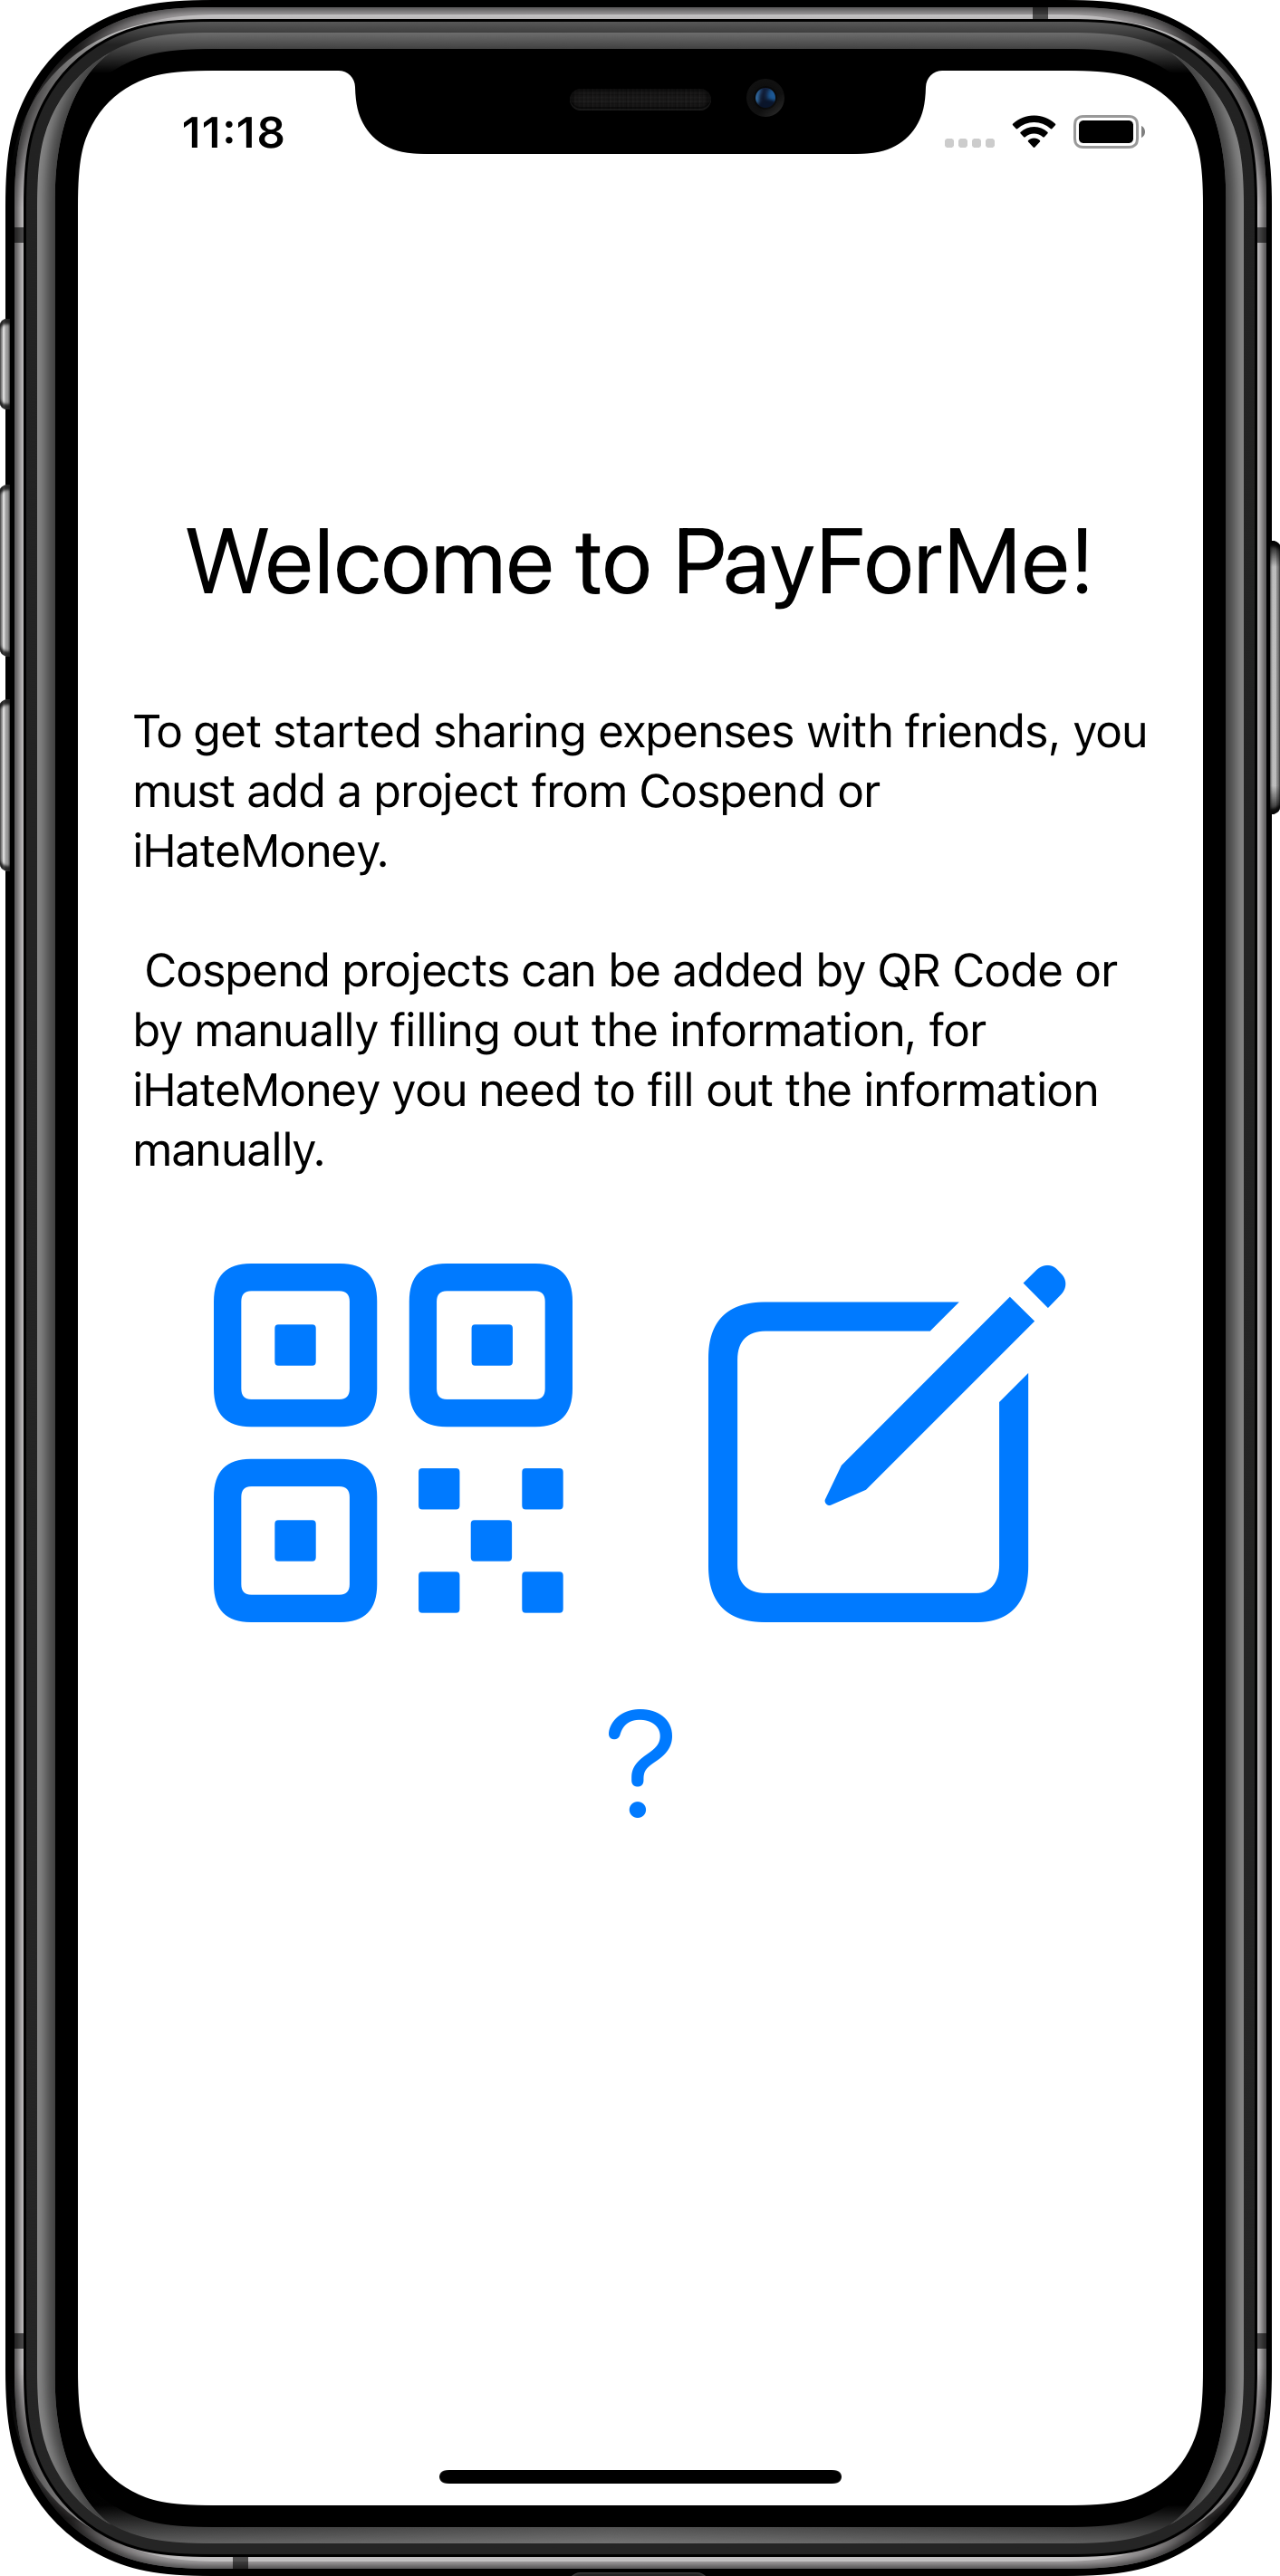 11:18
Welcome to PayForMe!
To get started sharing expenses with friends, you
must add a project from Cospend or
iHateMoney.
Cospend projects can be added by QR Code or
by manually filling out the information, for
iHateMoney you need to fill out the information
manually.
?